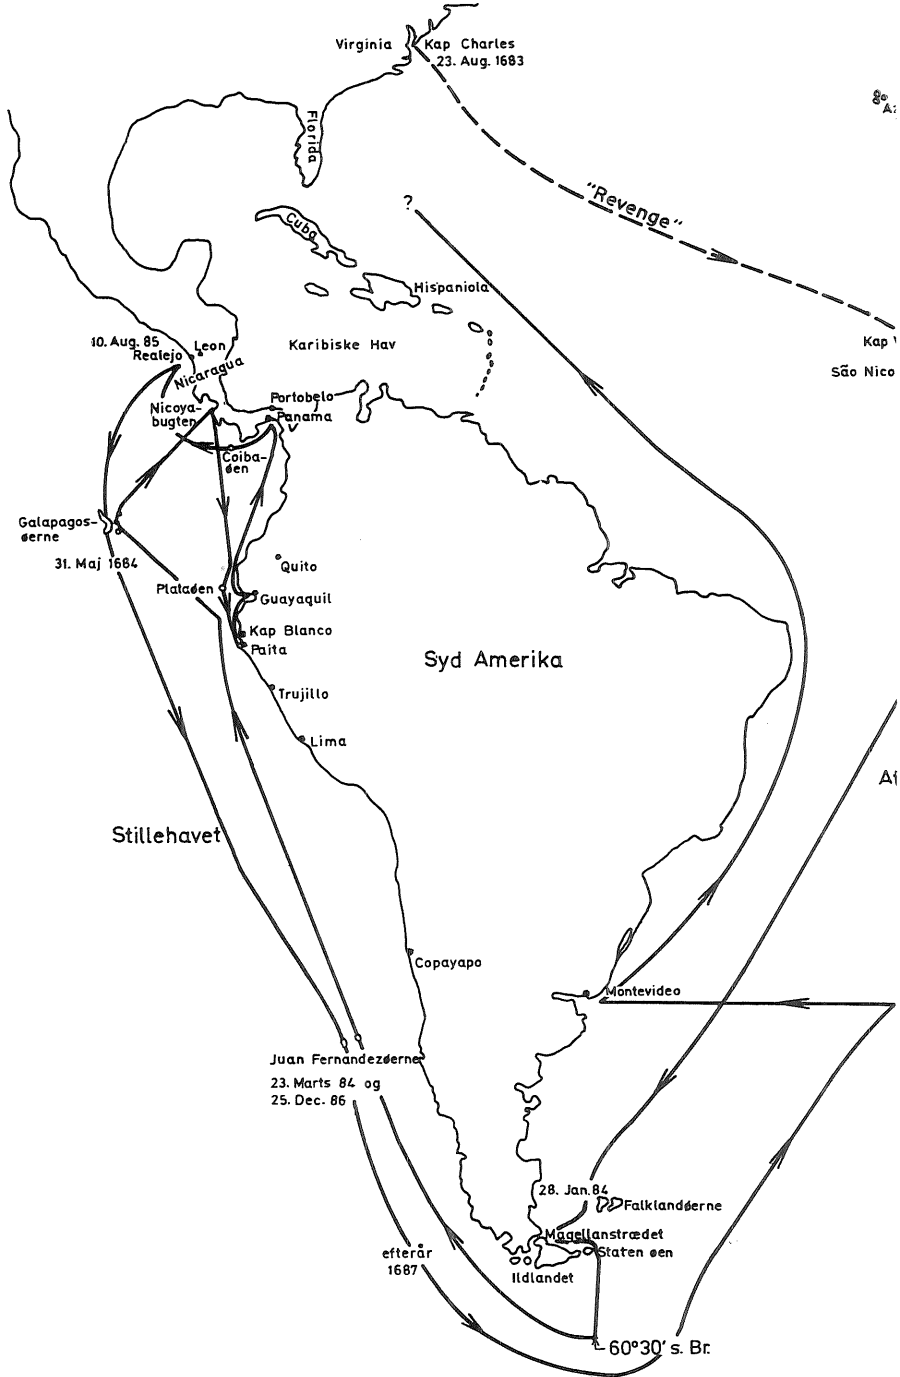 Virginia
Kap Charles
23. Aug. 1683
Florida
"Revenge"
?
Cuba
Hispaniola
Kap
São Nico
Karibiske Hav
10. Aug. 85
Realejo
Leon
Nicaragua
Nicoya-
bugten
Portobelo
Panama
Coiba-
øen
Galapagos-
øerne
31. Maj 1684
Quito
Plataøen
Guayaquil
Kap Blanco
Paita
Syd Amerika
Trujillo
Lima
Stillehavet
Copayapo
Montevideo
Juan Fernandezøerne
23. Marts 84 og
25. Dec. 86
28. Jan. 84
Falklandøerne
Magellanstrædet
Staten øen
Ildlandet
efterår
1687
60°30' s. Br.